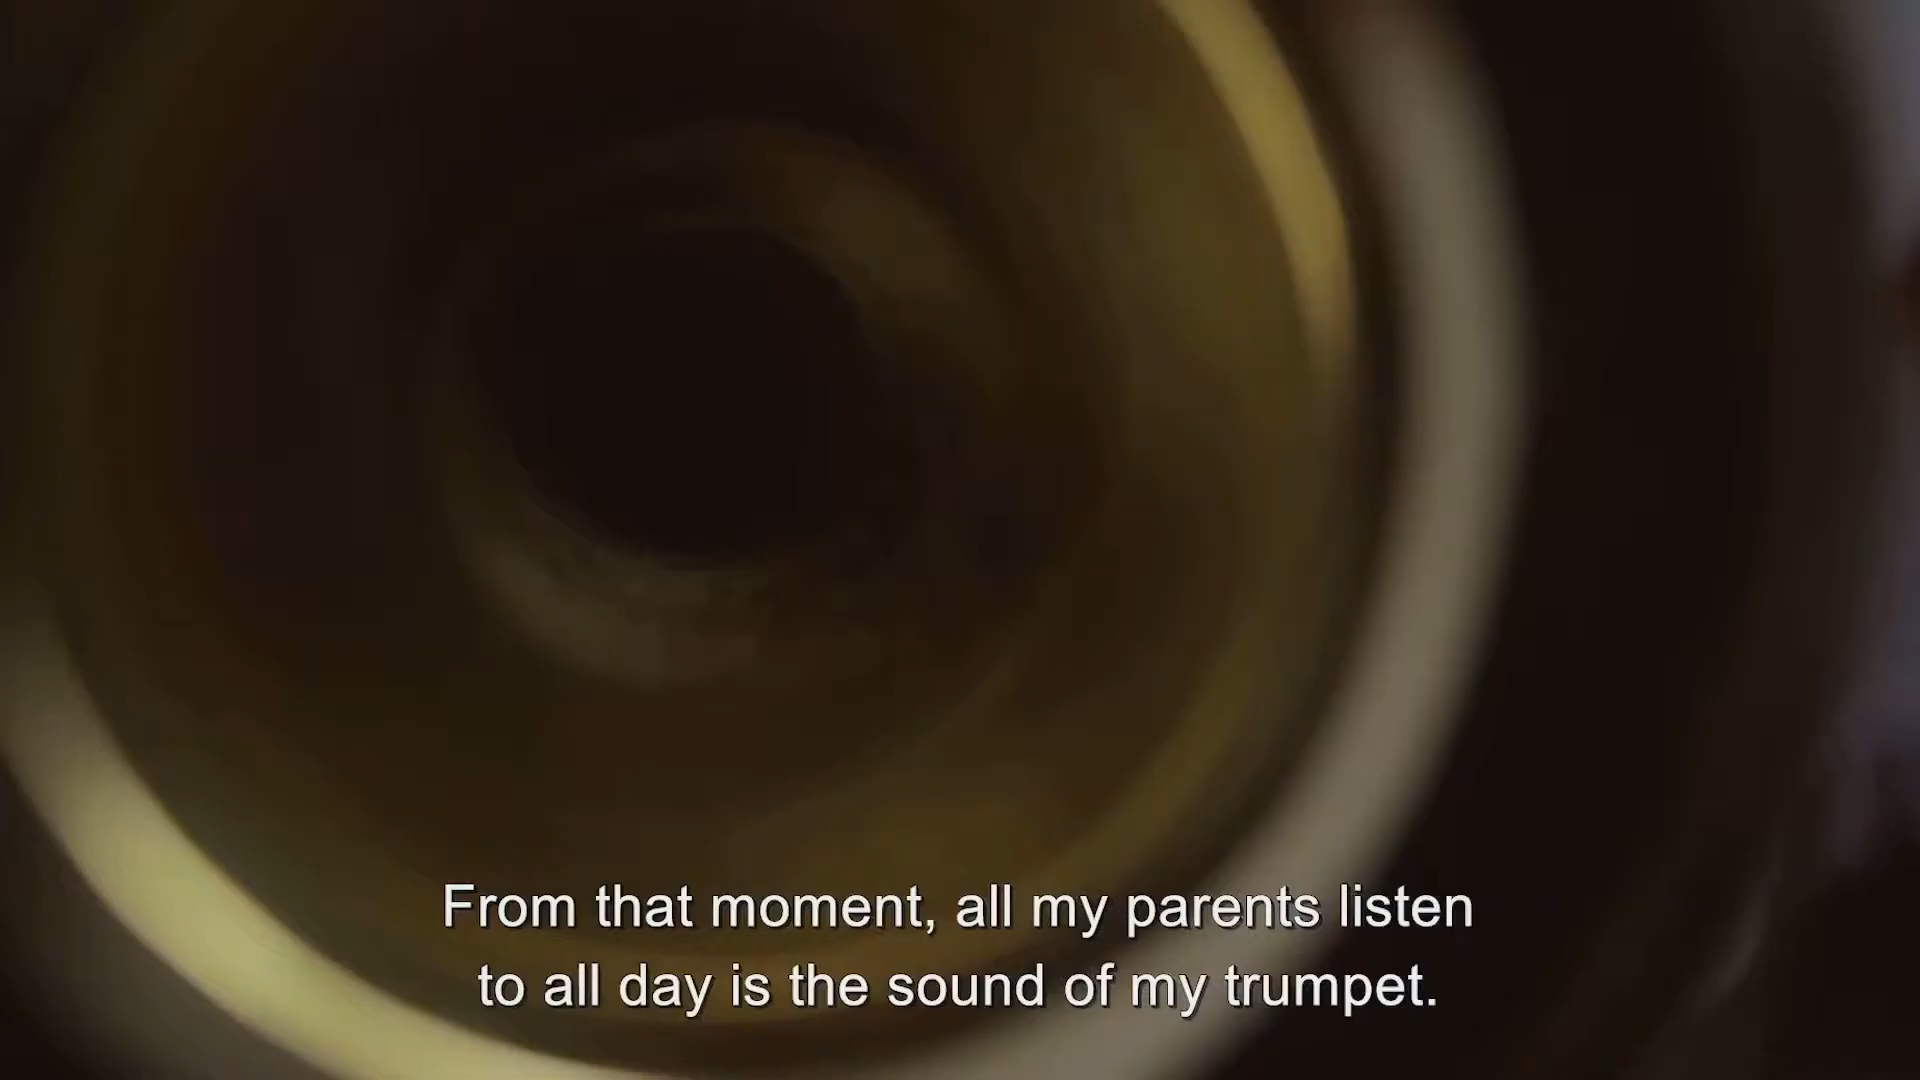 From that moment, all my parents listen
to all day is the sound of my trumpet.